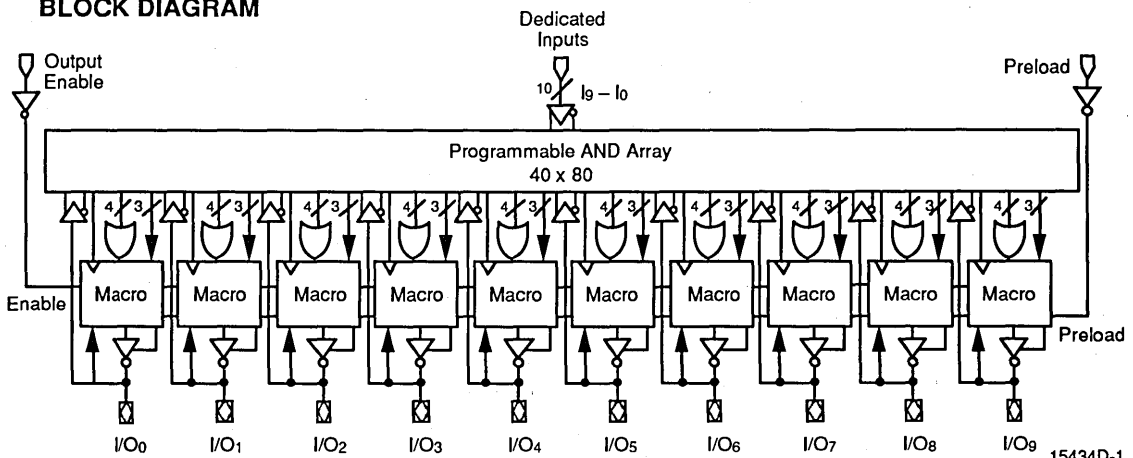 BLOCK DIAGRAM
Dedicated
Inputs
Output
Enable
Preload
10
I9 – I0
Programmable AND Array
40 x 80
4 3 4 3 4 3 4 3 4 3 4 3 4 3 4 3 4 3 4 3
Macro Macro Macro Macro Macro Macro Macro Macro Macro Macro
Enable
Preload
I/O0 I/O1 I/O2 I/O3 I/O4 I/O5 I/O6 I/O7 I/O8 I/O9
15434D-1